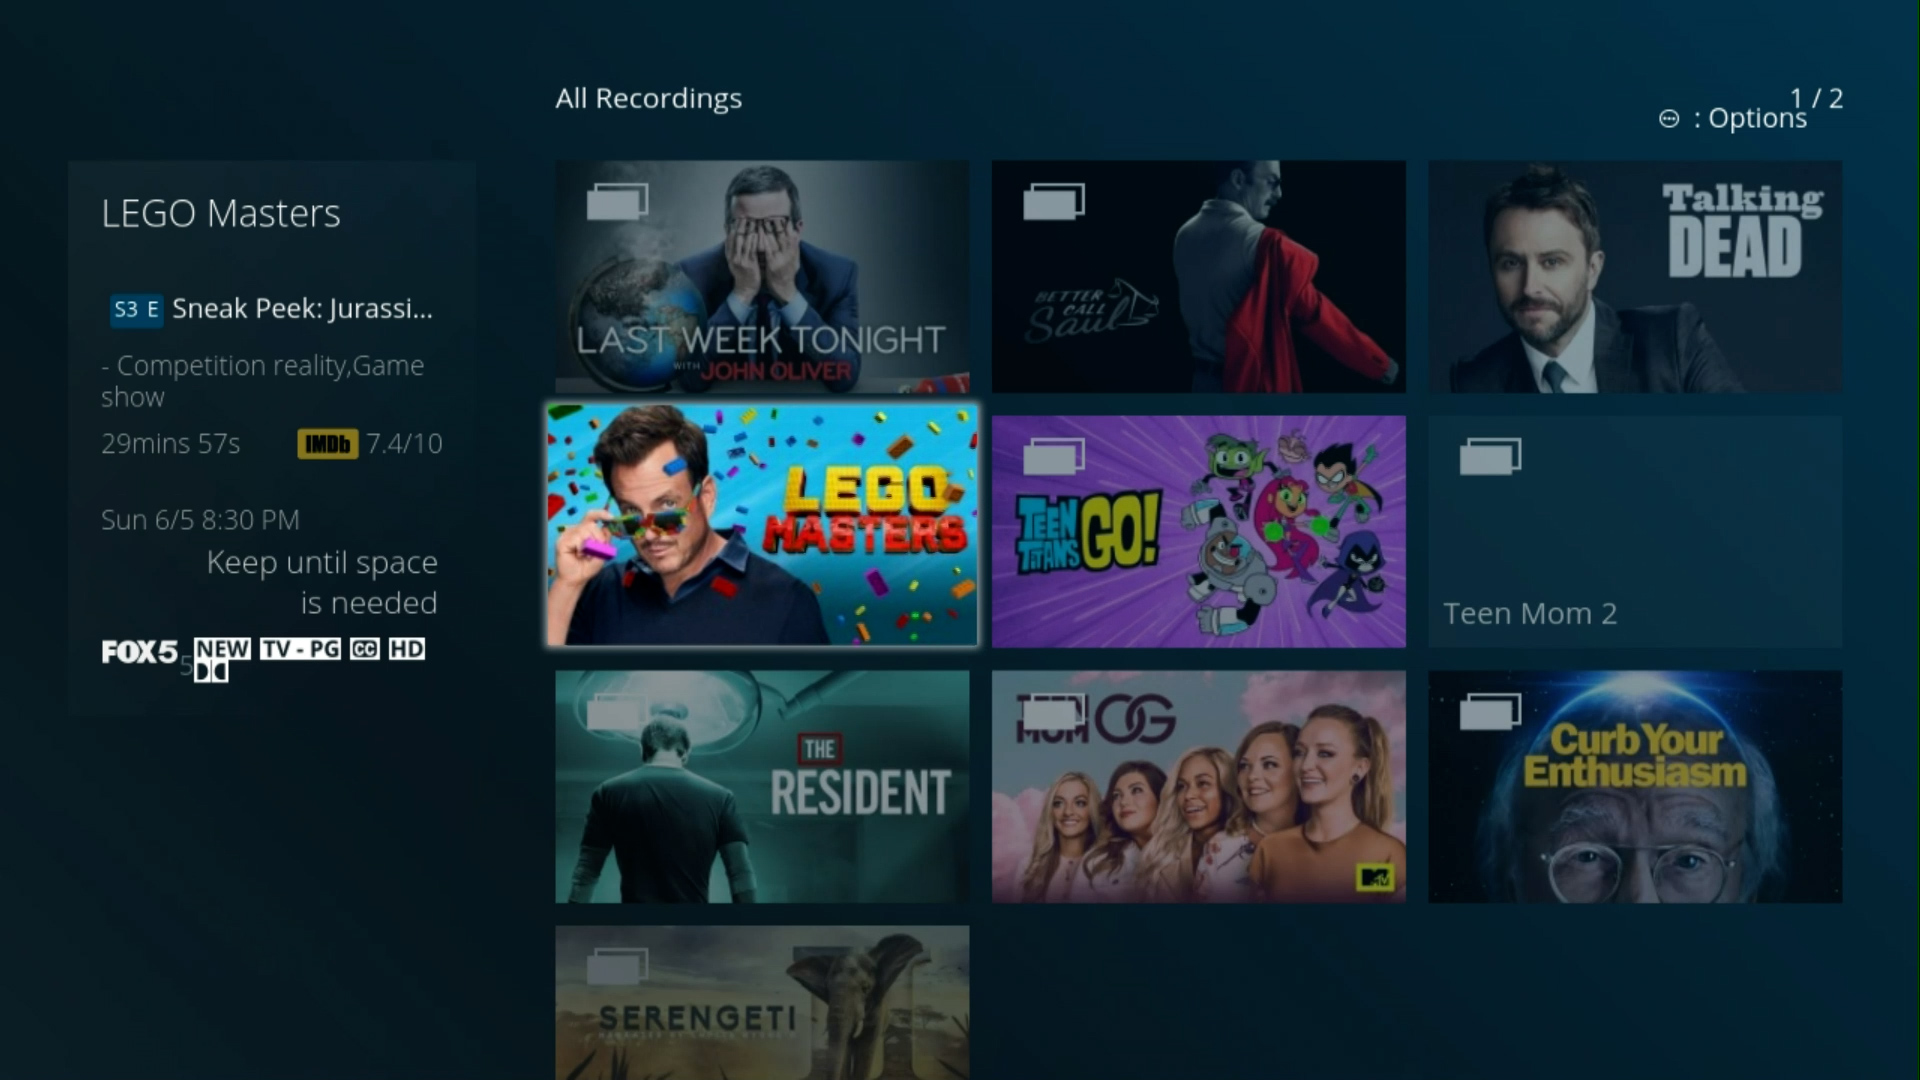 All Recordings
1 / 2
: Options
LEGO Masters
S3 E Sneak Peek: Jurassi...
- Competition reality,Game
show
29mins 57s IMDb 7.4/10
Sun 6/5 8:30 PM
Keep until space
is needed
FOX5 5 NEW TV - PG CC HD
LAST WEEK TONIGHT
WITH JOHN OLIVER
BETTER
CALL
Saul
Talking
DEAD
LEGO
MASTERS
TEEN
TITANS
GO!
Teen Mom 2
THE
RESIDENT
TEEN
MOM OG
MTV
Curb Your
Enthusiasm
SERENGETI